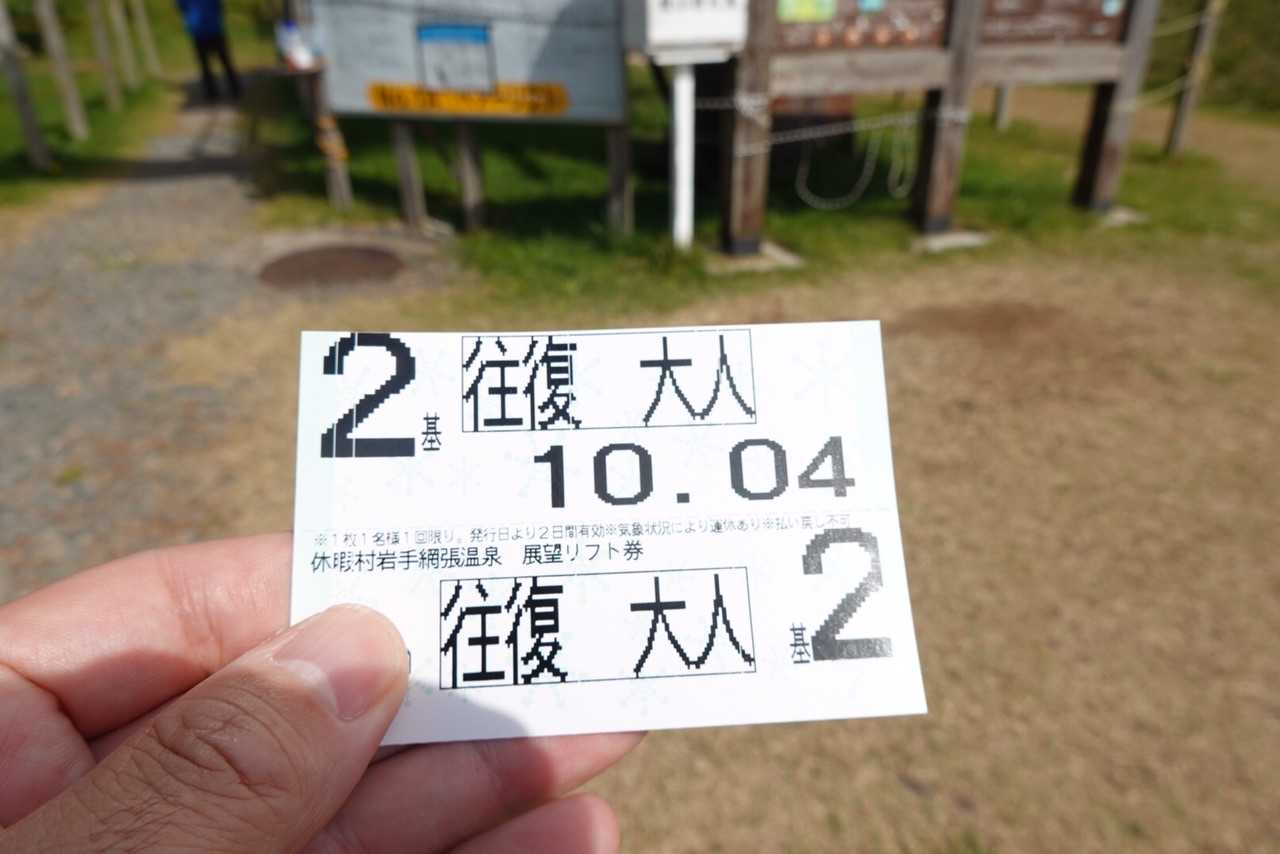 2基 往復 大人
10.04
※1枚1名様1回限り。発行日より2日間有効※気象状況により運休あり※払い戻し不可
休暇村岩手網張温泉 展望リフト券
往復 大人 基2